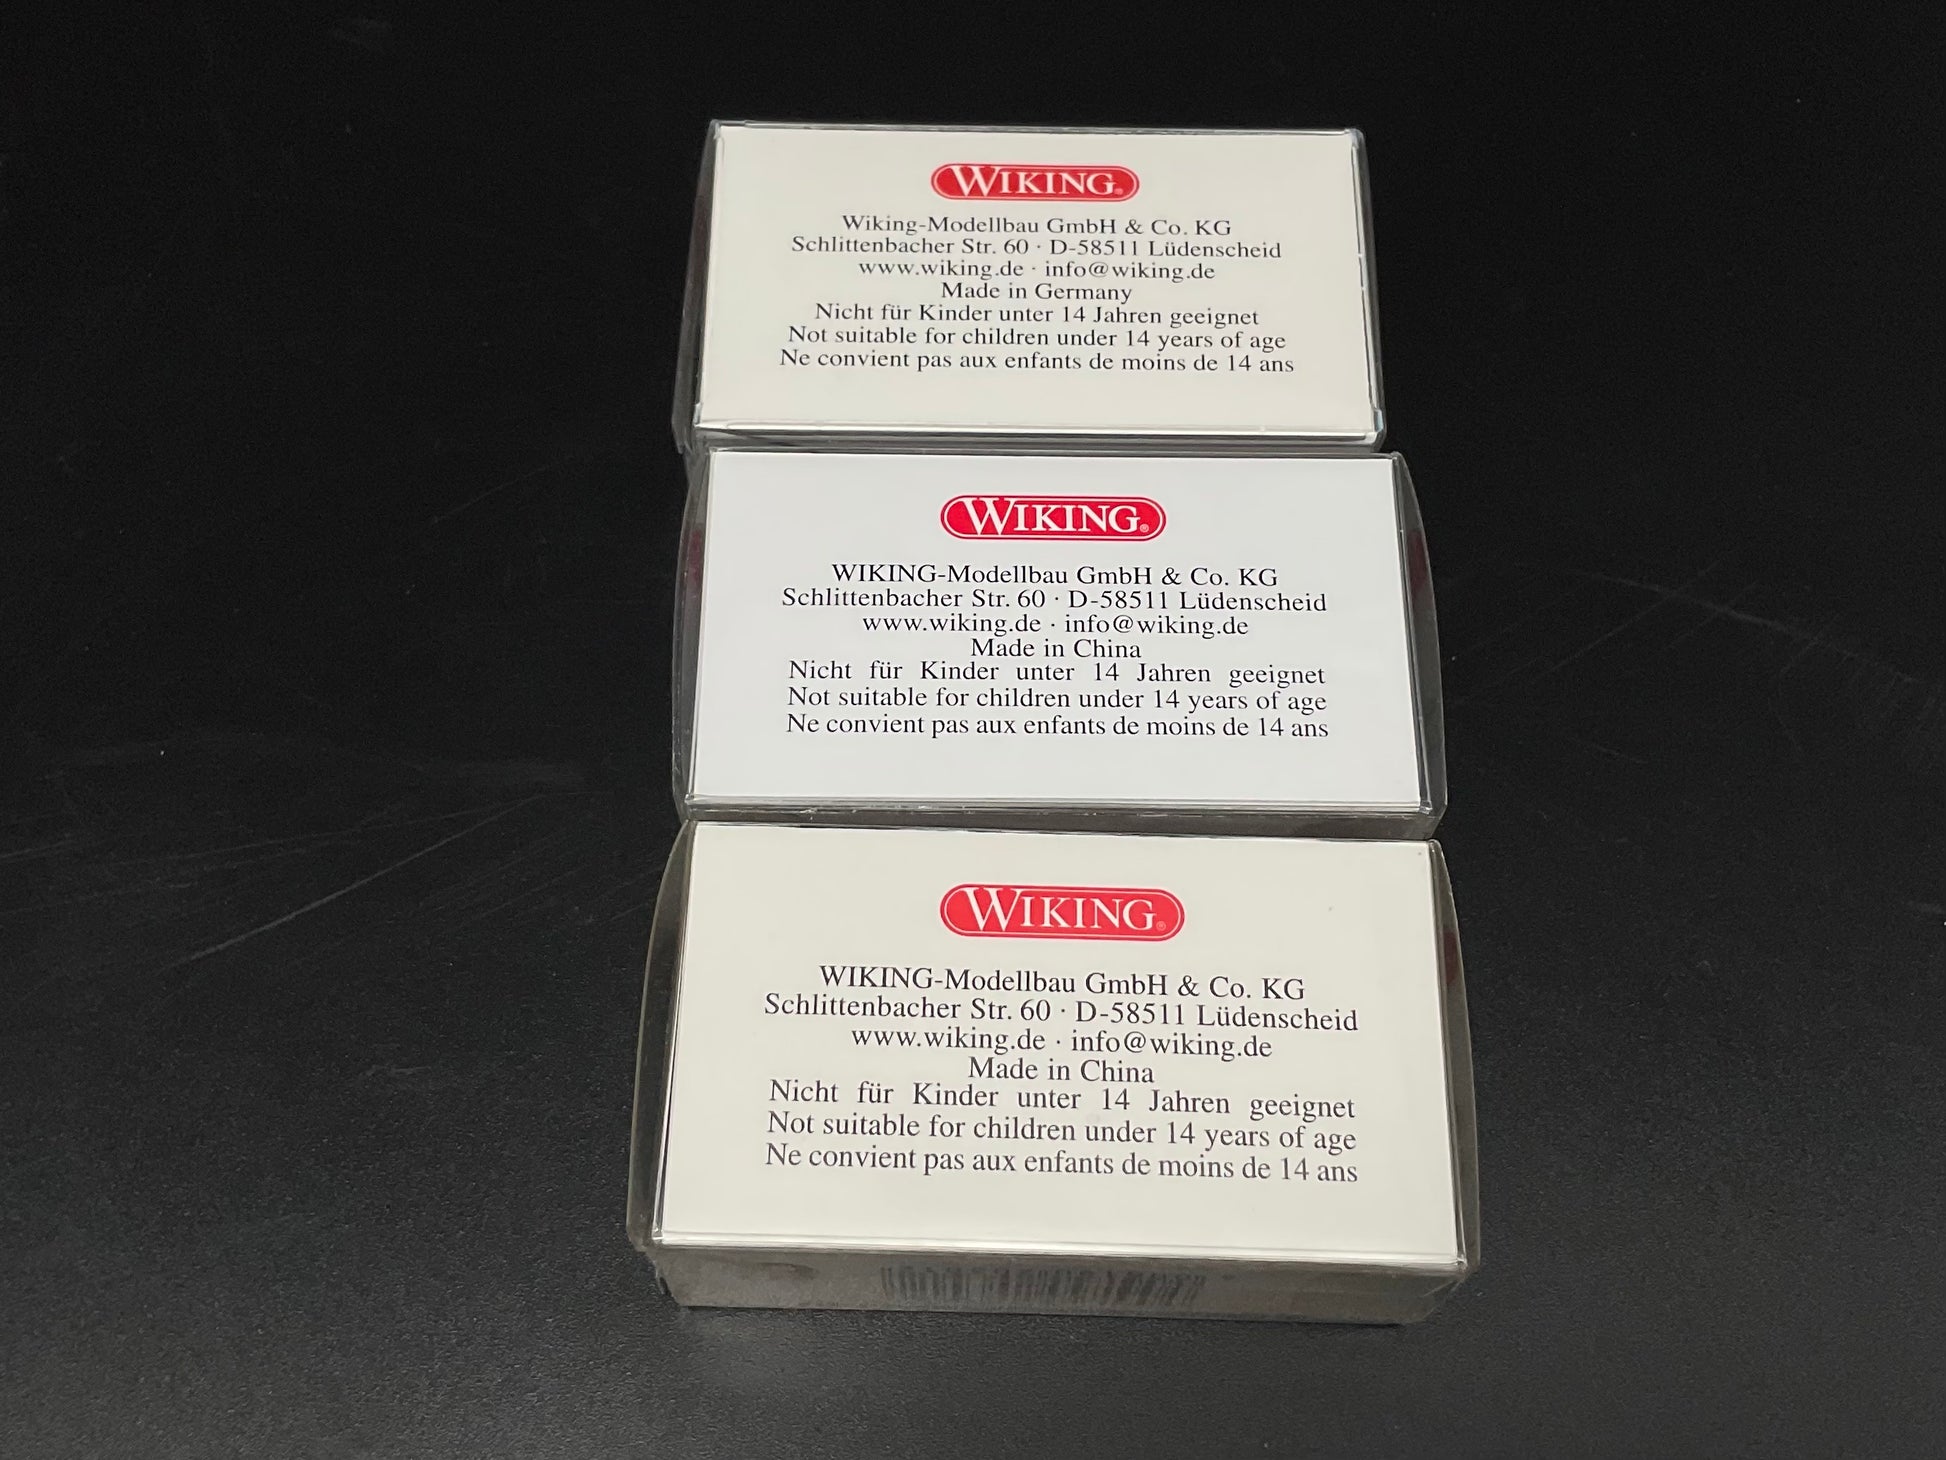 WIKING®
Wiking-Modellbau GmbH & Co. KG
Schlittenbacher Str. 60 · D-58511 Lüdenscheid
www.wiking.de · info@wiking.de
Made in Germany
Nicht für Kinder unter 14 Jahren geeignet
Not suitable for children under 14 years of age
Ne convient pas aux enfants de moins de 14 ans
WIKING®
WIKING-Modellbau GmbH & Co. KG
Schlittenbacher Str. 60 · D-58511 Lüdenscheid
www.wiking.de · info@wiking.de
Made in China
Nicht für Kinder unter 14 Jahren geeignet
Not suitable for children under 14 years of age
Ne convient pas aux enfants de moins de 14 ans
WIKING®
WIKING-Modellbau GmbH & Co. KG
Schlittenbacher Str. 60 · D-58511 Lüdenscheid
www.wiking.de · info@wiking.de
Made in China
Nicht für Kinder unter 14 Jahren geeignet
Not suitable for children under 14 years of age
Ne convient pas aux enfants de moins de 14 ans